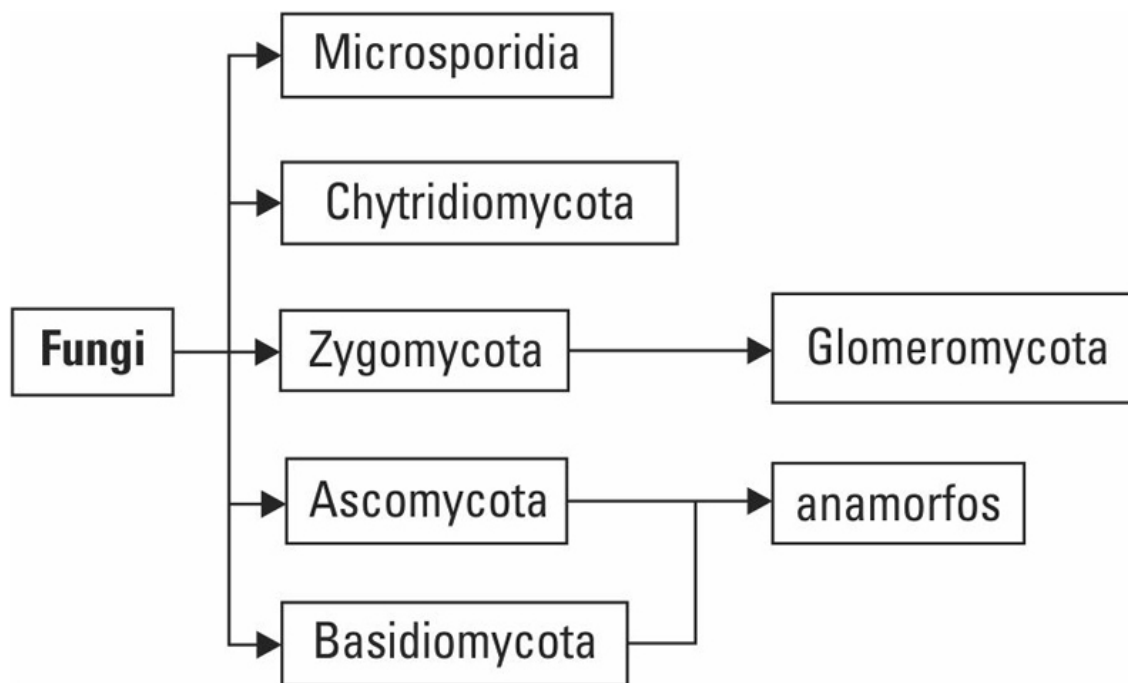 Microsporidia
Chytridiomycota
Fungi
Zygomycota
Glomeromycota
Ascomycota
anamorfos
Basidiomycota